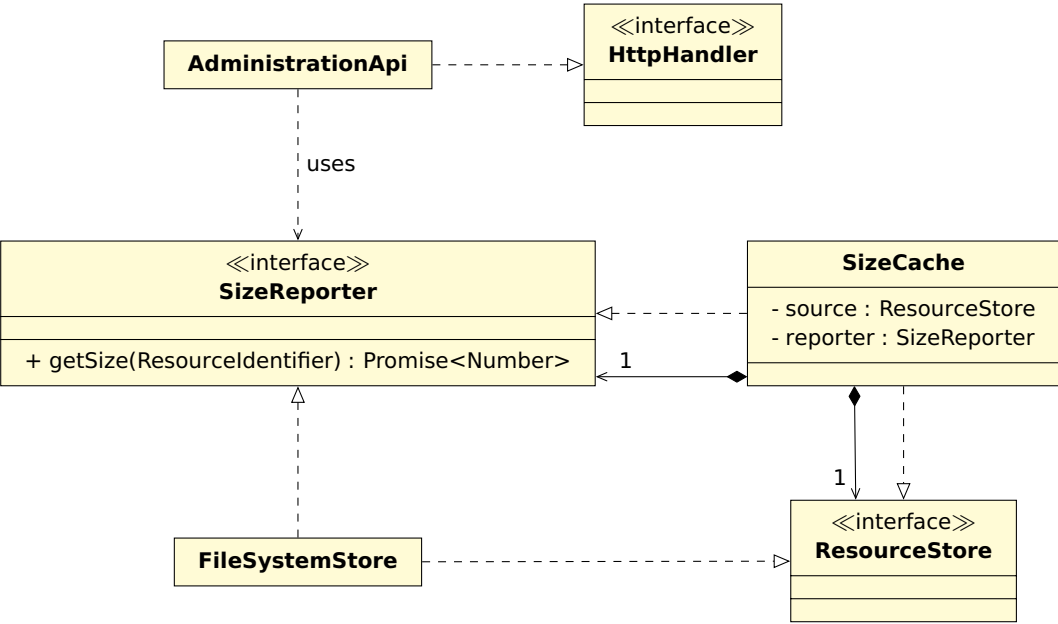 ≪interface≫
HttpHandler
AdministrationApi
uses
≪interface≫
SizeReporter
+ getSize(ResourceIdentifier) : Promise<Number>
SizeCache
- source : ResourceStore
- reporter : SizeReporter
1
1
≪interface≫
ResourceStore
FileSystemStore